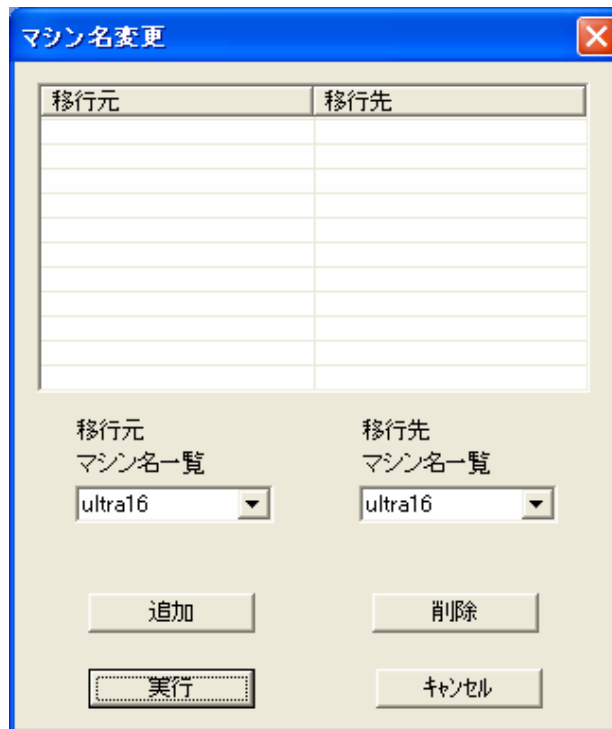 マシン名変更
移行元 移行先
移行元 移行先
マシン名一覧 マシン名一覧
ultra16 ultra16
追加 削除
実行 キャンセル